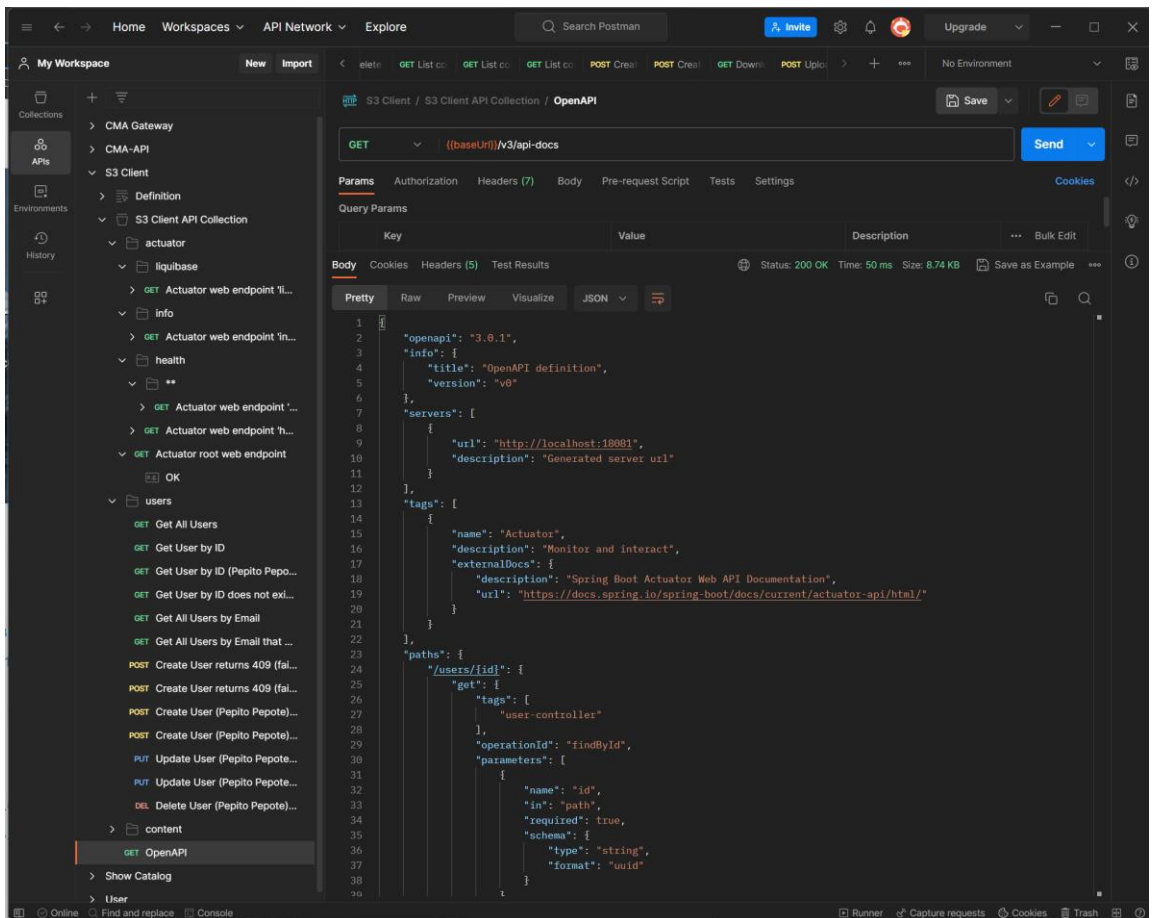 Home Workspaces API Network Explore Search Postman Invite Upgrade
My Workspace New Import elete GET List co GET List co GET List co POST Creat POST Creat GET Downl POST Uploa No Environment
Collections
APIs
Environments
History
CMA Gateway
CMA-API
S3 Client
Definition
S3 Client API Collection
actuator
liquibase
GET Actuator web endpoint 'li...
info
GET Actuator web endpoint 'in...
health
**
GET Actuator web endpoint '...
GET Actuator web endpoint 'h...
GET Actuator root web endpoint
OK
users
GET Get All Users
GET Get User by ID
GET Get User by ID (Pepito Pepo...
GET Get User by ID does not exi...
GET Get All Users by Email
GET Get All Users by Email that ...
POST Create User returns 409 (fai...
POST Create User returns 409 (fai...
POST Create User (Pepito Pepote)...
POST Create User (Pepito Pepote)...
PUT Update User (Pepito Pepote...
PUT Update User (Pepito Pepote...
DEL Delete User (Pepito Pepote)...
content
GET OpenAPI
Show Catalog
User
HTTP S3 Client / S3 Client API Collection / OpenAPI Save
GET {{baseUrl}}/v3/api-docs Send
Params Authorization Headers (7) Body Pre-request Script Tests Settings Cookies
Query Params
Key Value Description Bulk Edit
Body Cookies Headers (5) Test Results Status: 200 OK Time: 50 ms Size: 8.74 KB Save as Example
Pretty Raw Preview Visualize JSON
1 {
2 "openapi": "3.0.1",
3 "info": {
4 "title": "OpenAPI definition",
5 "version": "v0"
6 },
7 "servers": [
8 {
9 "url": "http://localhost:18081",
10 "description": "Generated server url"
11 }
12 ],
13 "tags": [
14 {
15 "name": "Actuator",
16 "description": "Monitor and interact",
17 "externalDocs": {
18 "description": "Spring Boot Actuator Web API Documentation",
19 "url": "https://docs.spring.io/spring-boot/docs/current/actuator-api/html/"
20 }
21 }
22 ],
23 "paths": {
24 "/users/{id}": {
25 "get": {
26 "tags": [
27 "user-controller"
28 ],
29 "operationId": "findById",
30 "parameters": [
31 {
32 "name": "id",
33 "in": "path",
34 "required": true,
35 "schema": {
36 "type": "string",
37 "format": "uuid"
38 }
39 }
Online Find and replace Console Runner Capture requests Cookies Trash